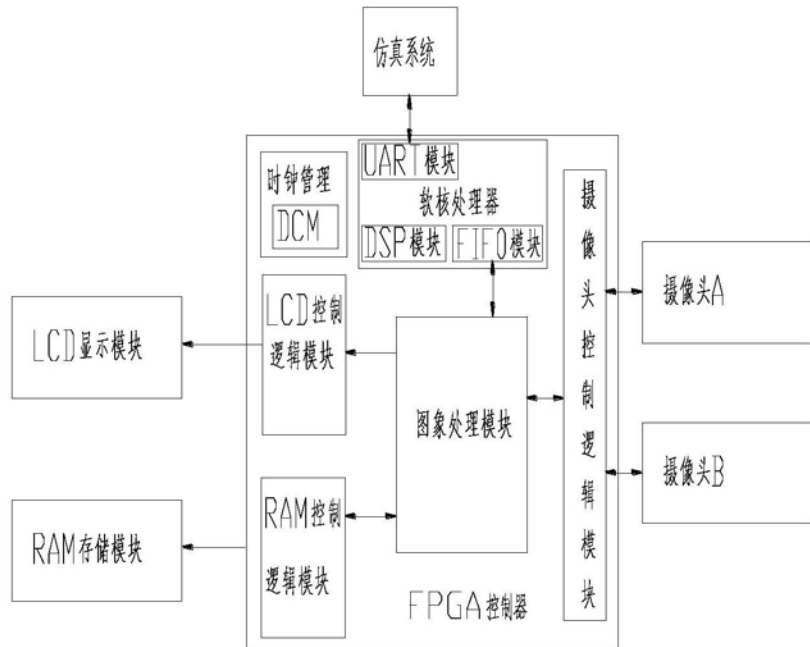 仿真系统
UART模块
时钟管理
软核处理器
DCM
DSP模块
FIFO模块
摄像头控制逻辑模块
摄像头A
LCD控制
逻辑模块
LCD显示模块
图象处理模块
摄像头B
RAM控制
逻辑模块
RAM存储模块
FPGA控制器